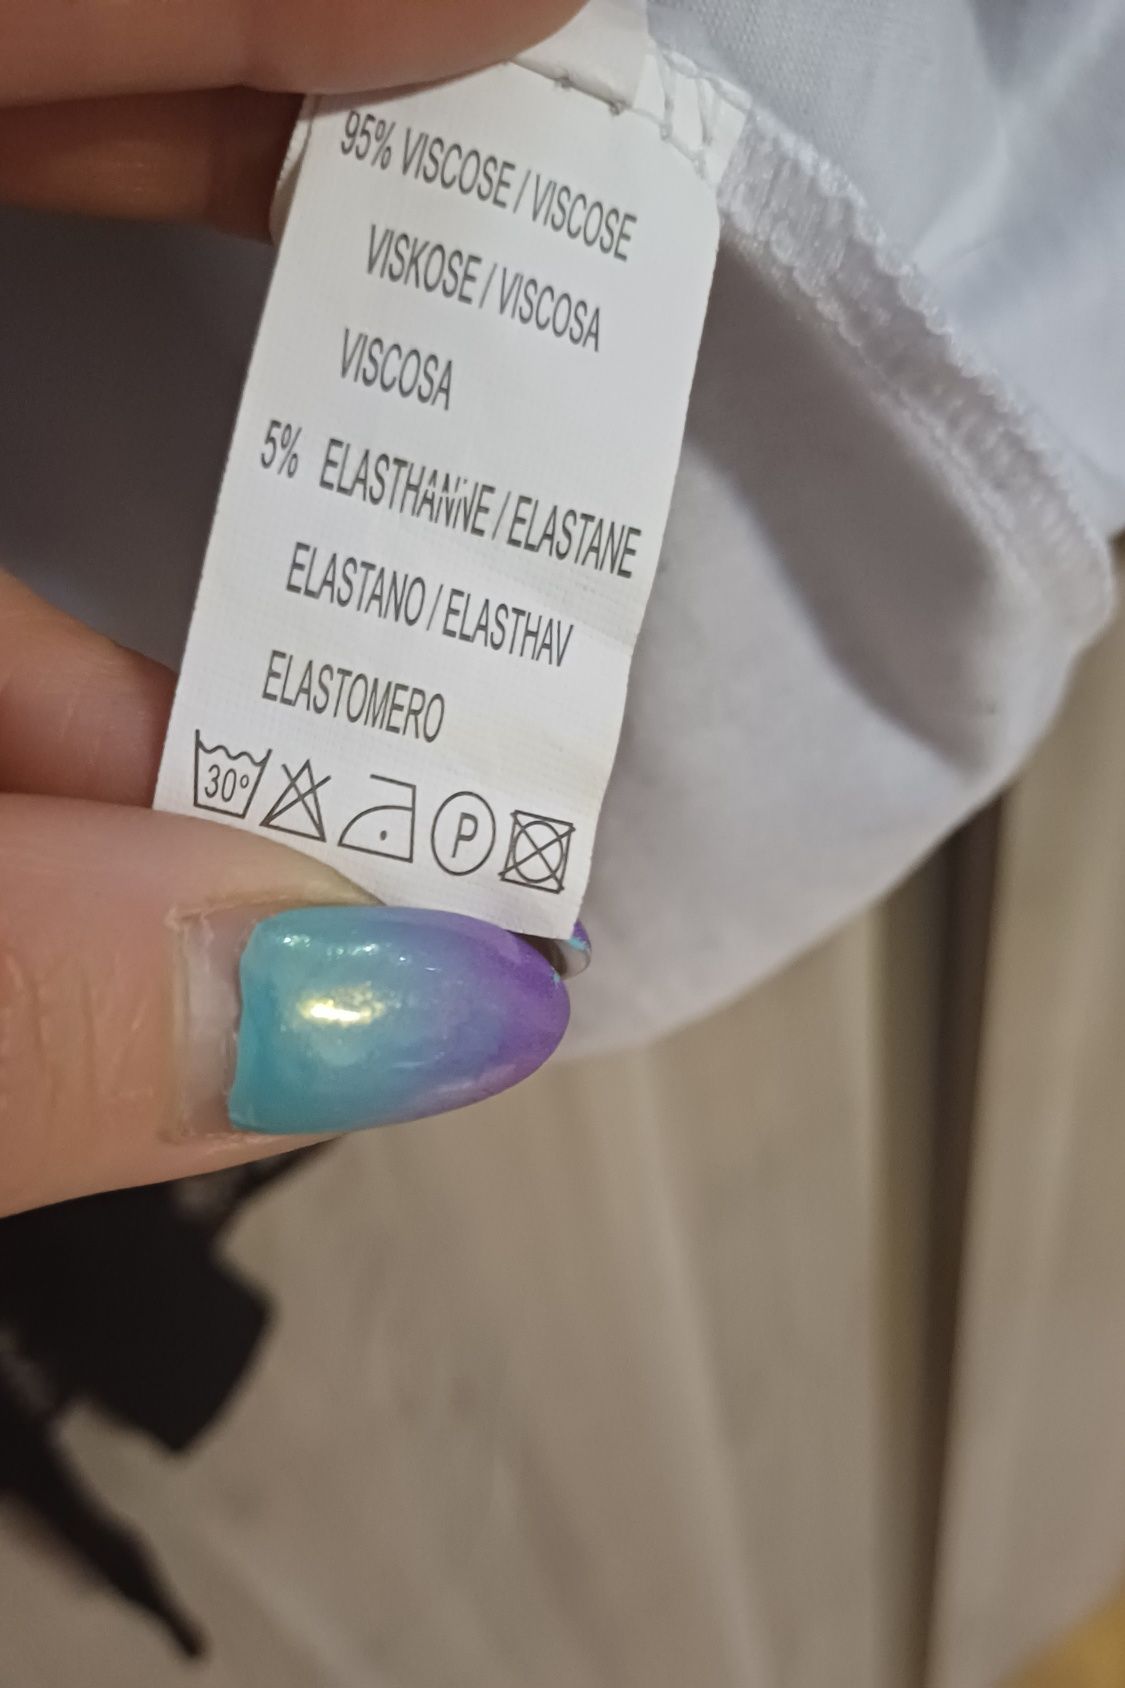 95% VISCOSE / VISCOSE
VISKOSE / VISCOSA
VISCOSA
5% ELASTHANNE / ELASTANE
ELASTANO / ELASTHAV
ELASTOMERO
30° P